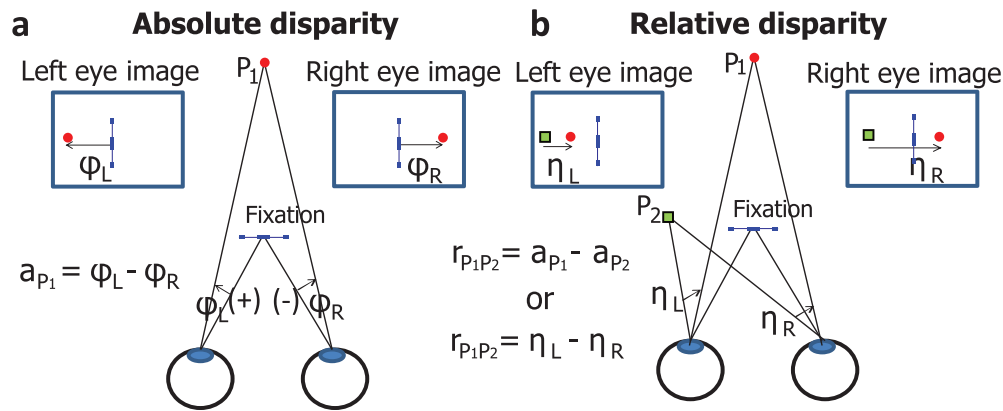 a Absolute disparity
Left eye image
P1
Right eye image
φL
φR
Fixation
aP1 = φL - φR
φL (+) (-) φR
b Relative disparity
Left eye image
P1
Right eye image
ηL
ηR
P2
Fixation
rP1P2 = aP1 - aP2
or
rP1P2 = ηL - ηR
ηL
ηR